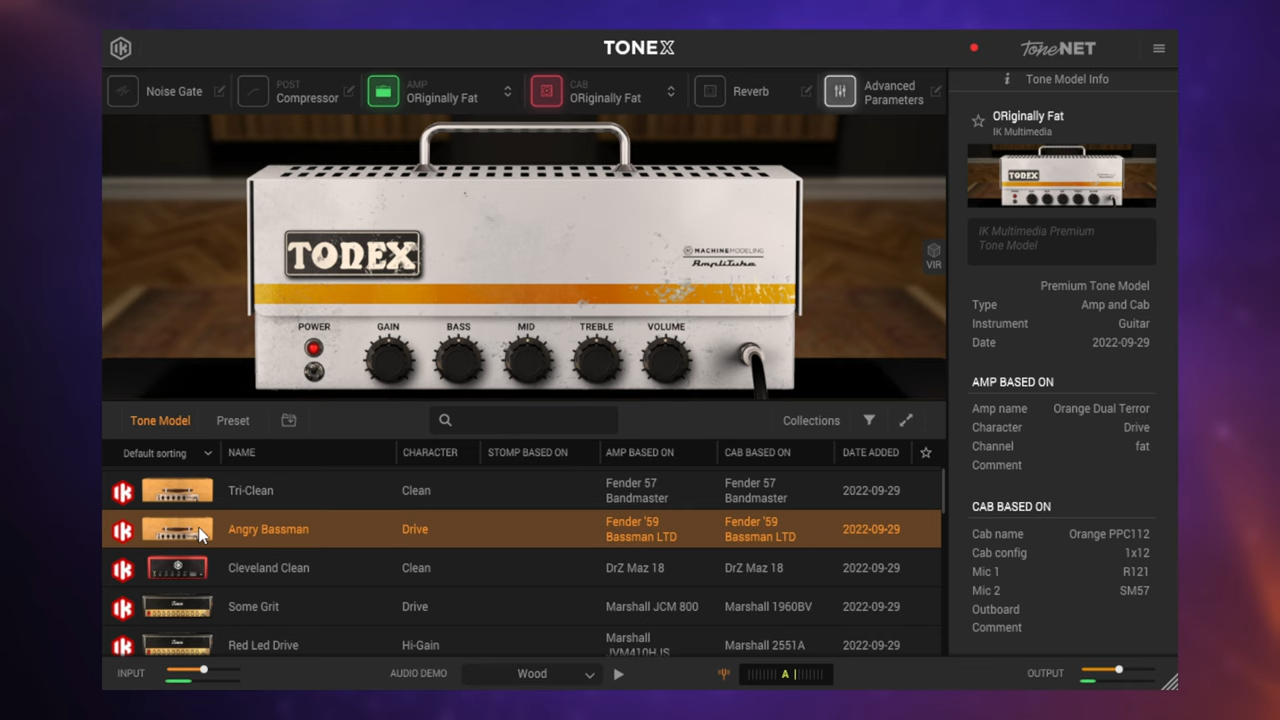 IK
TONEX
ToneNET
Noise Gate
POST
Compressor
AMP
ORiginally Fat
CAB
ORiginally Fat
Reverb
Advanced
Parameters
Tone Model Info
ORiginally Fat
IK Multimedia
TONEX
IK Multimedia Premium
Tone Model
TONEX
MACHINE MODELING
AmpliTube
VIR
POWER
GAIN
BASS
MID
TREBLE
VOLUME
Premium Tone Model
Type Amp and Cab
Instrument Guitar
Date 2022-09-29
AMP BASED ON
Amp name Orange Dual Terror
Character Drive
Channel fat
Comment
CAB BASED ON
Cab name Orange PPC112
Cab config 1x12
Mic 1 R121
Mic 2 SM57
Outboard
Comment
Tone Model Preset Collections
Default sorting NAME CHARACTER STOMP BASED ON AMP BASED ON CAB BASED ON DATE ADDED
Tri-Clean Clean Fender 57 Bandmaster Fender 57 Bandmaster 2022-09-29
Angry Bassman Drive Fender '59 Bassman LTD Fender '59 Bassman LTD 2022-09-29
Cleveland Clean Clean DrZ Maz 18 DrZ Maz 18 2022-09-29
Some Grit Drive Marshall JCM 800 Marshall 1960BV 2022-09-29
Red Led Drive Hi-Gain Marshall JVM410HJS Marshall 2551A 2022-09-29
INPUT AUDIO DEMO Wood A OUTPUT